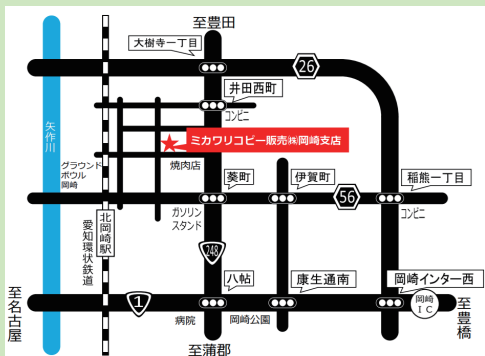 至豊田
大樹寺一丁目
26
井田西町
コンビニ
矢作川
ミカワリコピー販売㈱岡崎支店
グラウンド
ボウル
岡崎
焼肉店
葵町
伊賀町
稲熊一丁目
56
ガソリン
スタンド
コンビニ
北岡崎駅
愛知環状鉄道
248
至名古屋
八帖
康生通南
岡崎インター西
1
岡崎
IC
至豊橋
病院
岡崎公園
至蒲郡